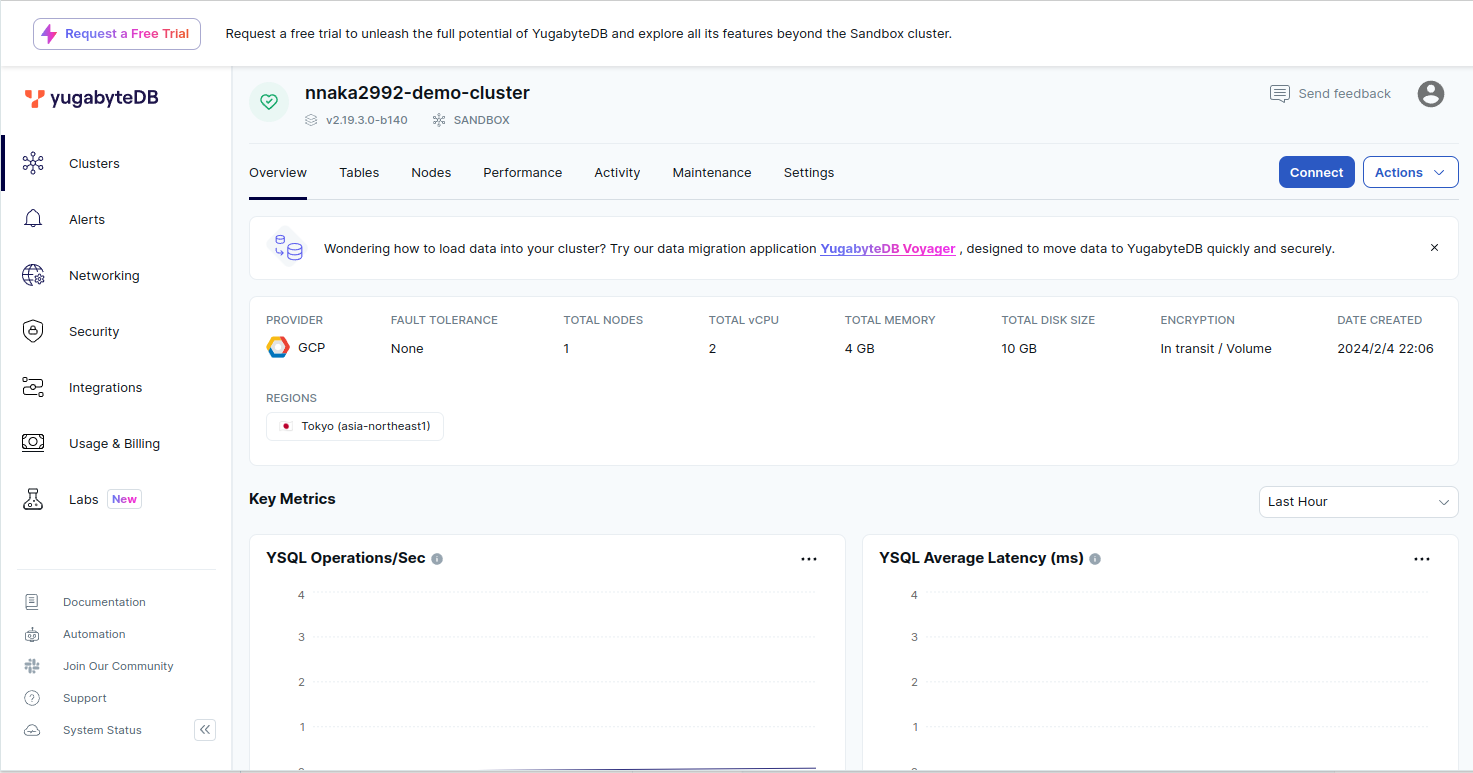 Request a Free Trial
Request a free trial to unleash the full potential of YugabyteDB and explore all its features beyond the Sandbox cluster.
yugabyteDB
Clusters
Alerts
Networking
Security
Integrations
Usage & Billing
Labs New
Documentation
Automation
Join Our Community
Support
System Status
nnaka2992-demo-cluster
v2.19.3.0-b140 SANDBOX
Send feedback
Overview Tables Nodes Performance Activity Maintenance Settings
Connect Actions
Wondering how to load data into your cluster? Try our data migration application YugabyteDB Voyager , designed to move data to YugabyteDB quickly and securely.
PROVIDER FAULT TOLERANCE TOTAL NODES TOTAL vCPU TOTAL MEMORY TOTAL DISK SIZE ENCRYPTION DATE CREATED
GCP None 1 2 4 GB 10 GB In transit / Volume 2024/2/4 22:06
REGIONS
Tokyo (asia-northeast1)
Key Metrics
Last Hour
YSQL Operations/Sec
4
3
2
1
YSQL Average Latency (ms)
4
3
2
1